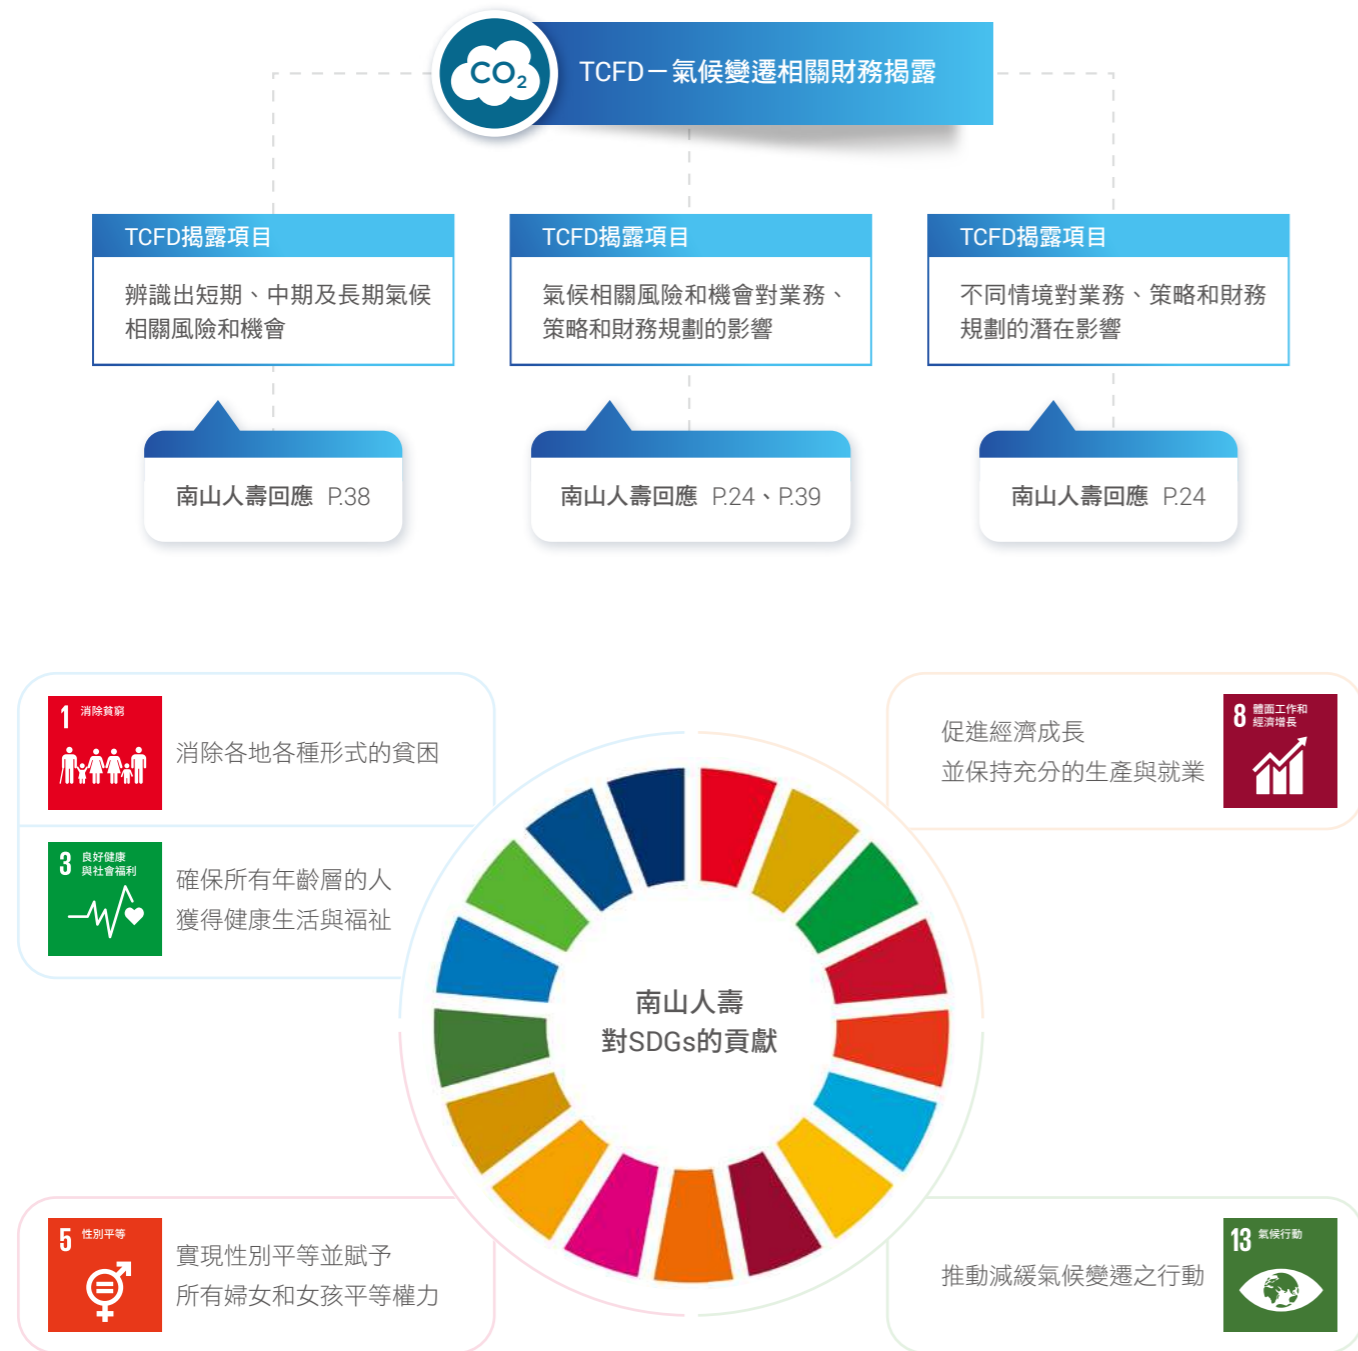 CO2
TCFD－氣候變遷相關財務揭露
TCFD揭露項目
辨識出短期、中期及長期氣候
相關風險和機會
南山人壽回應 P.38
TCFD揭露項目
氣候相關風險和機會對業務、
策略和財務規劃的影響
南山人壽回應 P.24、P.39
TCFD揭露項目
不同情境對業務、策略和財務
規劃的潛在影響
南山人壽回應 P.24
1 消除貧窮
消除各地各種形式的貧困
3 良好健康
與社會福利
確保所有年齡層的人
獲得健康生活與福祉
8 體面工作和
經濟增長
促進經濟成長
並保持充分的生產與就業
南山人壽
對SDGs的貢獻
5 性別平等
實現性別平等並賦予
所有婦女和女孩平等權力
13 氣候行動
推動減緩氣候變遷之行動